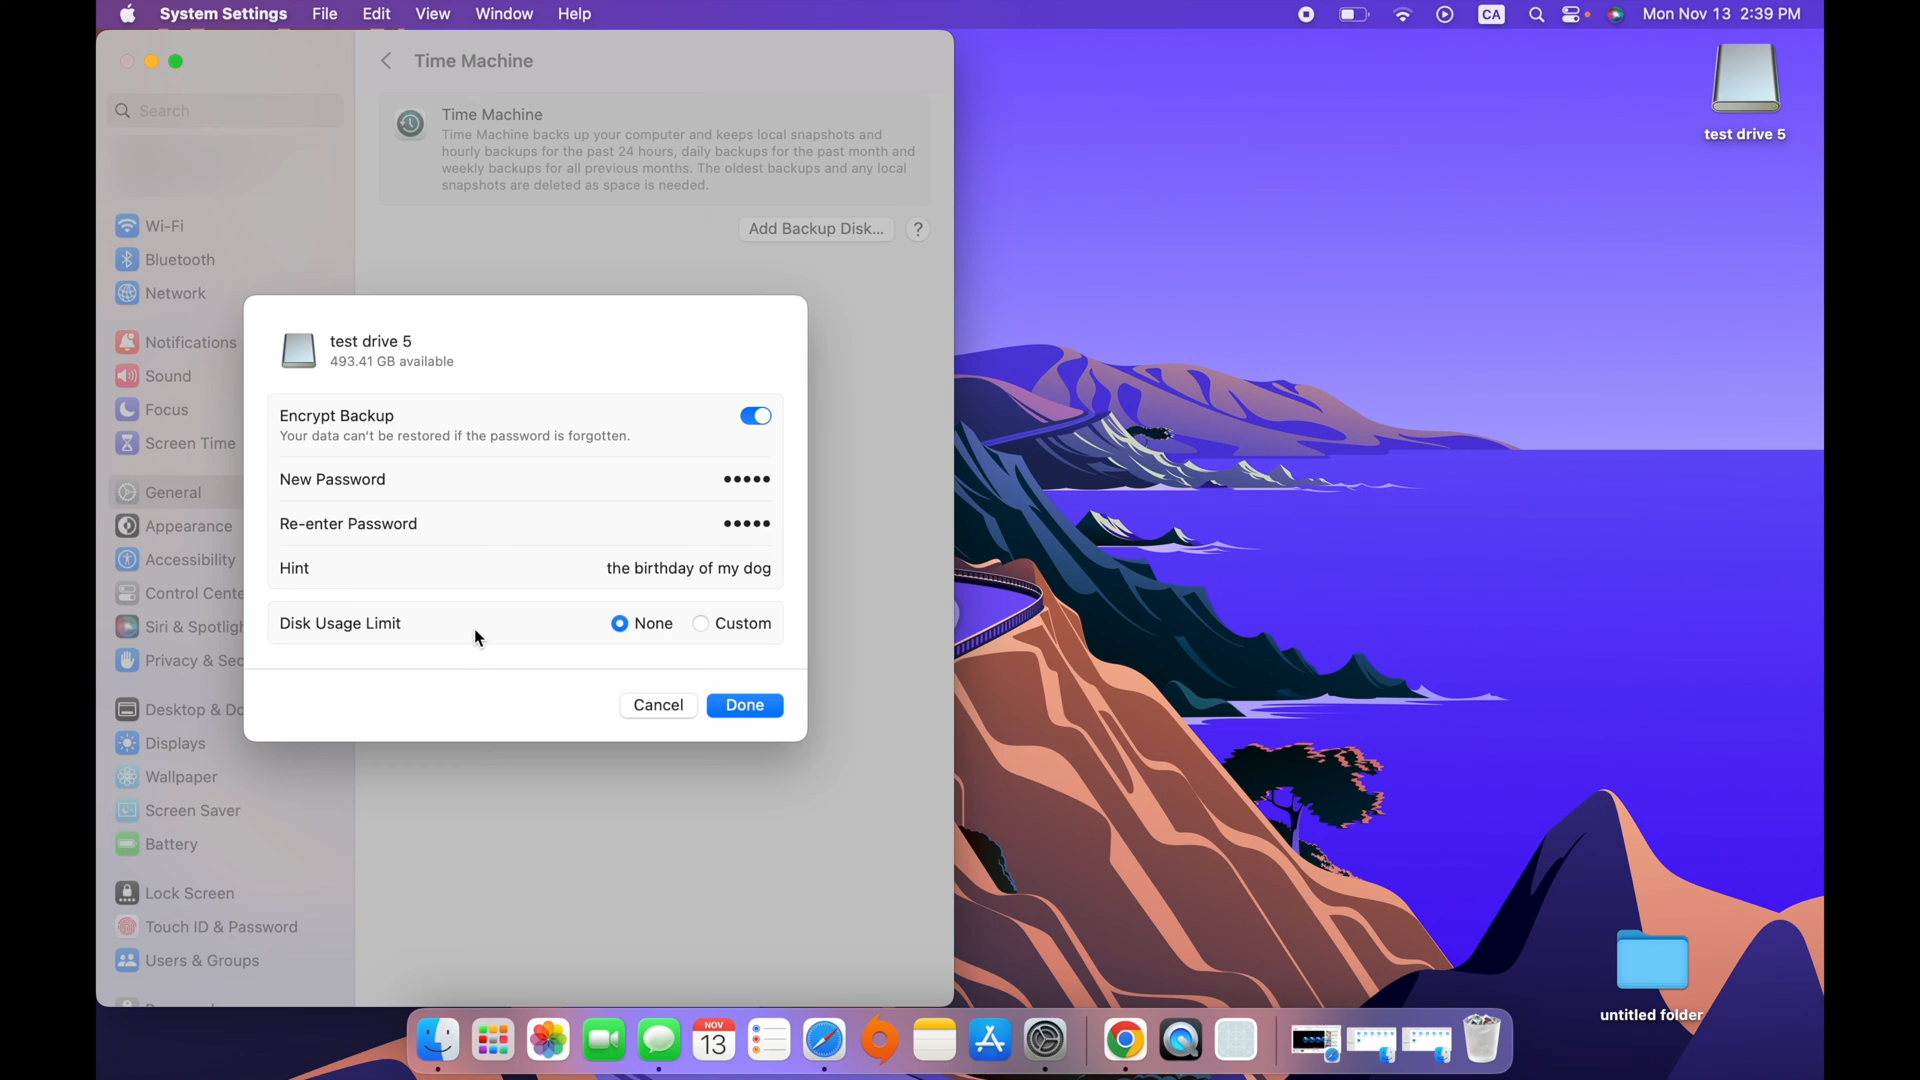 System Settings File Edit View Window Help
CA Mon Nov 13 2:39 PM
Time Machine
Search
Time Machine
Time Machine backs up your computer and keeps local snapshots and
hourly backups for the past 24 hours, daily backups for the past month and
weekly backups for all previous months. The oldest backups and any local
snapshots are deleted as space is needed.
Add Backup Disk... ?
test drive 5
Wi-Fi
Bluetooth
Network
Notifications
Sound
Focus
Screen Time
General
Appearance
Accessibility
Control Cente
Siri & Spotligh
Privacy & Sec
Desktop & Do
Displays
Wallpaper
Screen Saver
Battery
Lock Screen
Touch ID & Password
Users & Groups
test drive 5
493.41 GB available
Encrypt Backup
Your data can't be restored if the password is forgotten.
New Password •••••
Re-enter Password •••••
Hint the birthday of my dog
Disk Usage Limit None Custom
Cancel Done
untitled folder
NOV
13